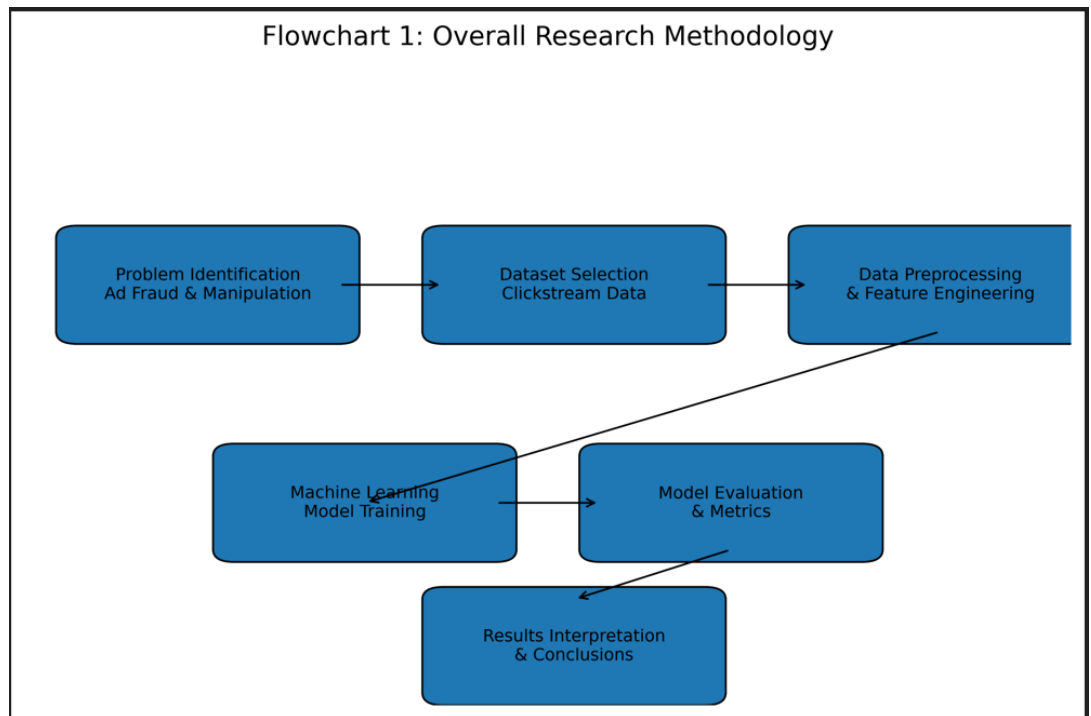 Flowchart 1: Overall Research Methodology
Problem Identification
Ad Fraud & Manipulation
Dataset Selection
Clickstream Data
Data Preprocessing
& Feature Engineering
Machine Learning
Model Training
Model Evaluation
& Metrics
Results Interpretation
& Conclusions